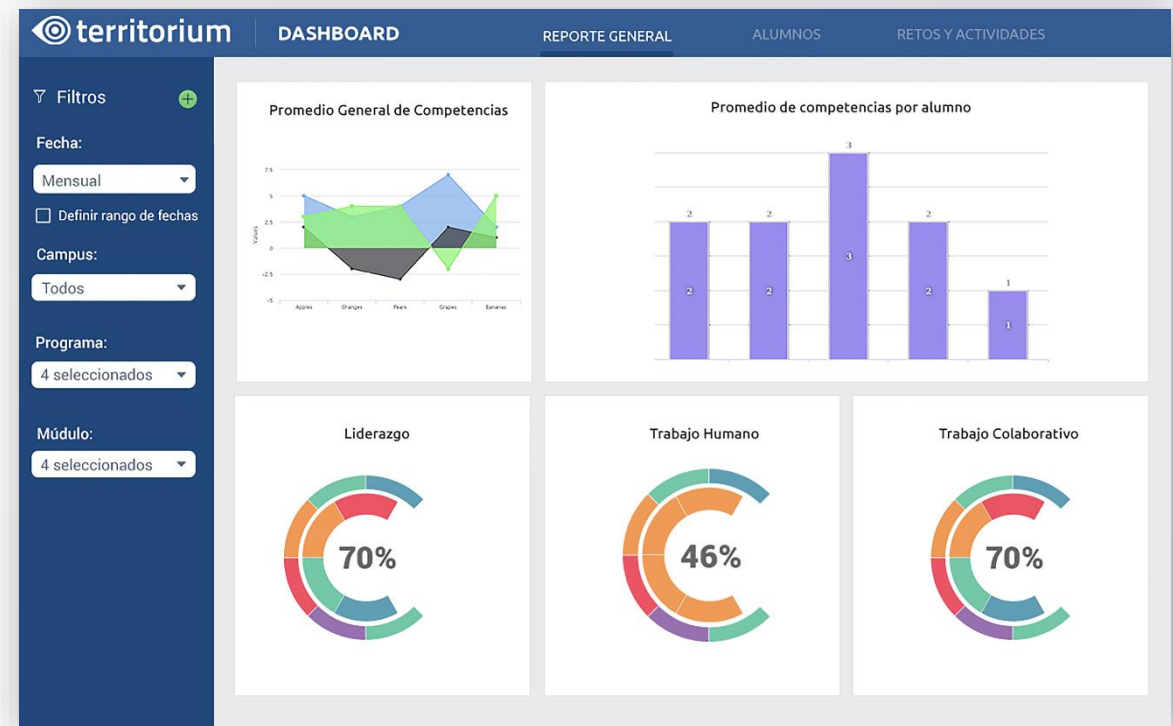 territorium
DASHBOARD
REPORTE GENERAL
ALUMNOS
RETOS Y ACTIVIDADES
Filtros
Fecha:
Mensual
Definir rango de fechas
Campus:
Todos
Programa:
4 seleccionados
Múdulo:
4 seleccionados
Promedio General de Competencias
7.5
5
2.5
0
-2.5
-5
Values
Apples
Oranges
Pears
Grapes
Bananas
Promedio de competencias por alumno
2
2
3
2
1
2
2
3
2
1
Liderazgo
70%
Trabajo Humano
46%
Trabajo Colaborativo
70%